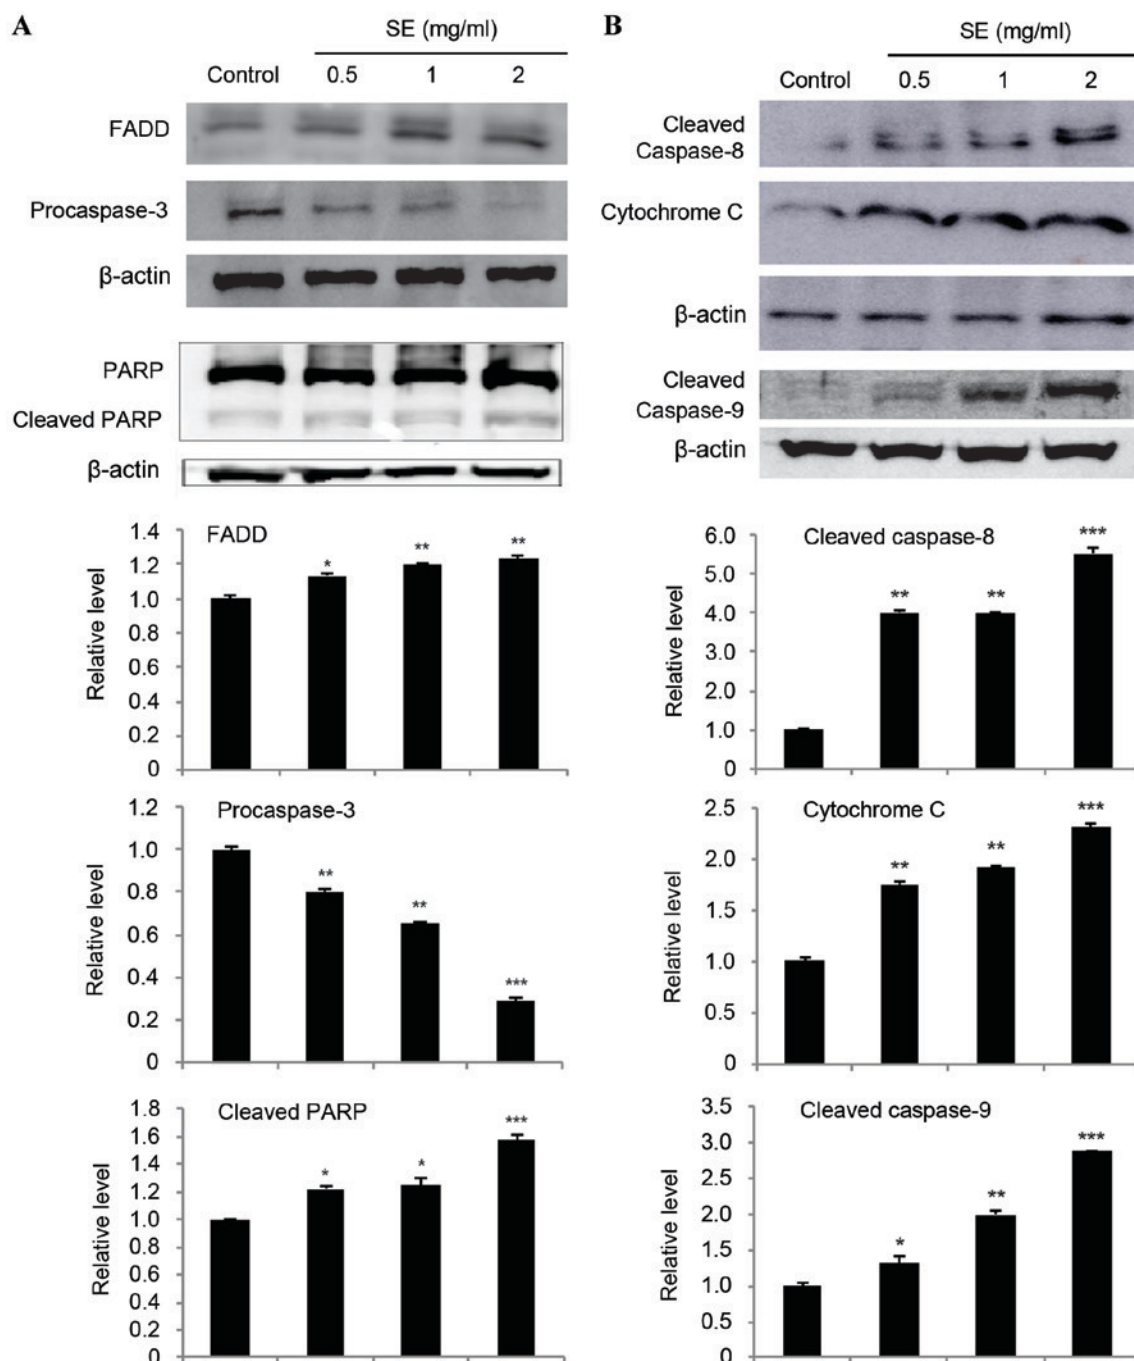 A
SE (mg/ml)
Control 0.5 1 2
FADD
Procaspase-3
β-actin
PARP
Cleaved PARP
β-actin
FADD
Relative level
1.4
1.2
1.0
0.8
0.6
0.4
0.2
0
*
**
**
Procaspase-3
Relative level
1.2
1.0
0.8
0.6
0.4
0.2
0
**
**
***
Cleaved PARP
Relative level
1.8
1.6
1.4
1.2
1.0
0.8
0.6
0.4
0.2
0
*
*
***
B
SE (mg/ml)
Control 0.5 1 2
Cleaved
Caspase-8
Cytochrome C
β-actin
Cleaved
Caspase-9
β-actin
Cleaved caspase-8
Relative level
6.0
5.0
4.0
3.0
2.0
1.0
0
**
**
***
Cytochrome C
Relative level
2.5
2.0
1.5
1.0
0.5
0
**
**
***
Cleaved caspase-9
Relative level
3.5
3.0
2.5
2.0
1.5
1.0
0.5
0
*
**
***